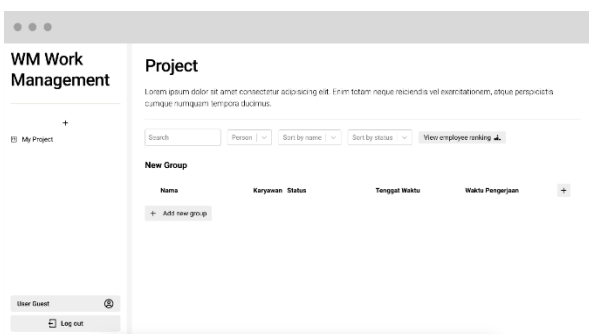 WM Work
Management
+
My Project
User Guest
Log out
Project
Lorem ipsum dolor sit amet consectetur adipisicing elit. Enim totam neque reiciendis vel exercitationem, atque perspiciatis
cumque numquam tempora ducimus.
Search
Person
Sort by name
Sort by status
View employee ranking
New Group
Nama Karyawan Status Tenggat Waktu Waktu Pengerjaan +
+ Add new group